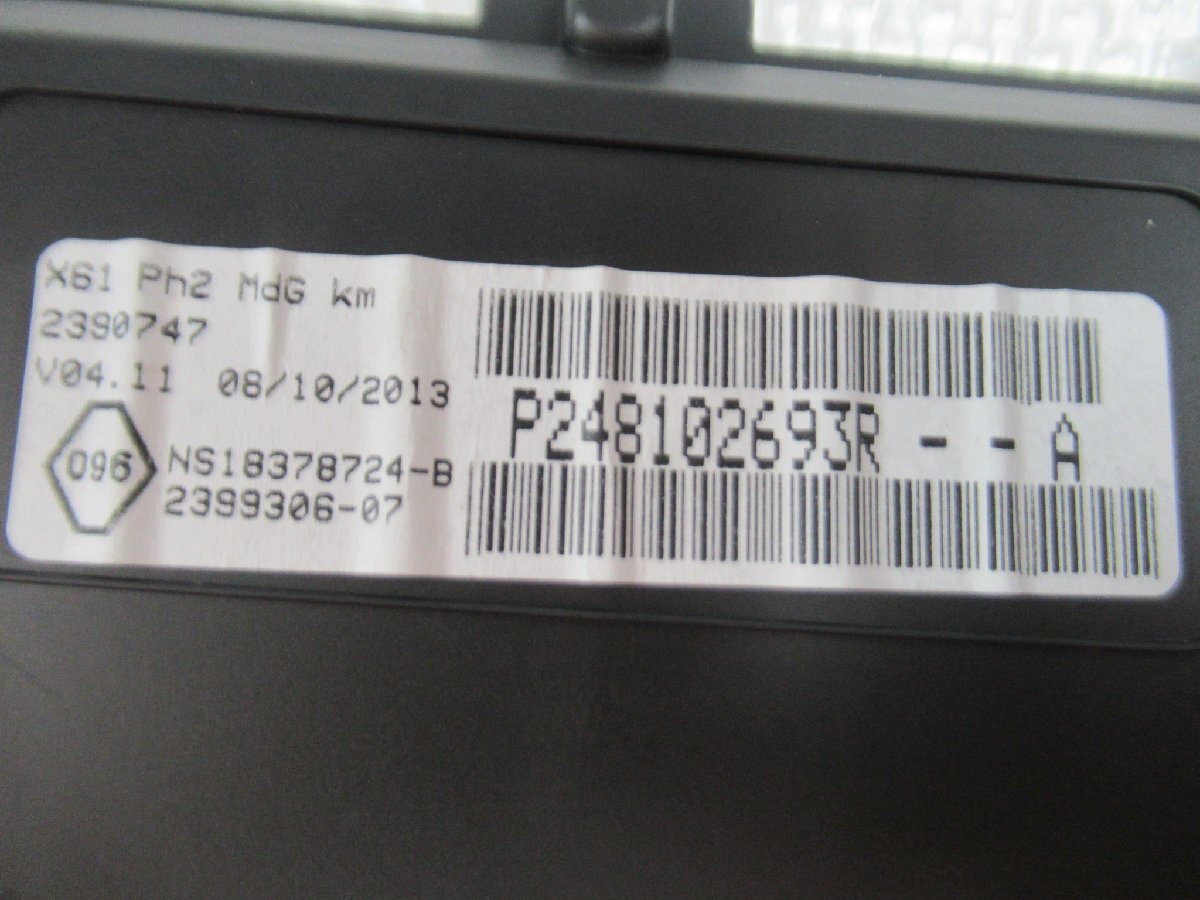 X61 Ph2 MdG km
2390747
V04.11 08/10/2013
096
NS18378724-B
2399306-07
P248102693R - - A